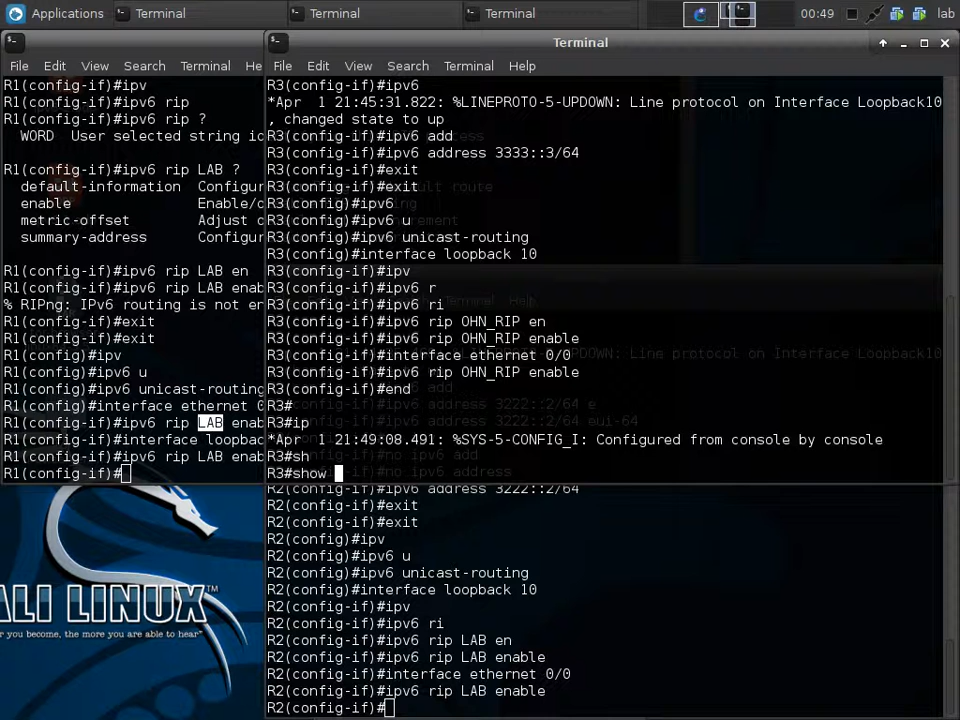 Applications
Terminal
Terminal
Terminal
00:49
lab
File Edit View Search Terminal He
R1(config-if)#ipv
R1(config-if)#ipv6 rip
R1(config-if)#ipv6 rip ?
WORD User selected string id
R1(config-if)#ipv6 rip LAB ?
default-information Configur
enable Enable/d
metric-offset Adjust d
summary-address Configur
R1(config-if)#ipv6 rip LAB en
R1(config-if)#ipv6 rip LAB enab
% RIPng: IPv6 routing is not en
R1(config-if)#exit
R1(config-if)#exit
R1(config)#ipv
R1(config)#ipv6 u
R1(config)#ipv6 unicast-routing
R1(config)#interface ethernet 0
R1(config-if)#ipv6 rip LAB enab
R1(config-if)#interface loopbac
R1(config-if)#ipv6 rip LAB enab
R1(config-if)#
Terminal
File Edit View Search Terminal Help
R3(config-if)#ipv6
*Apr 1 21:45:31.822: %LINEPROTO-5-UPDOWN: Line protocol on Interface Loopback10
, changed state to up
R3(config-if)#ipv6 add
R3(config-if)#ipv6 address 3333::3/64
R3(config-if)#exit
R3(config-if)#exit
R3(config)#ipv6
R3(config)#ipv6 u
R3(config)#ipv6 unicast-routing
R3(config)#interface loopback 10
R3(config-if)#ipv
R3(config-if)#ipv6 r
R3(config-if)#ipv6 ri
R3(config-if)#ipv6 rip OHN_RIP en
R3(config-if)#ipv6 rip OHN_RIP enable
R3(config-if)#interface ethernet 0/0
R3(config-if)#ipv6 rip OHN_RIP enable
R3(config-if)#end
R3#
R3#ip
*Apr 1 21:49:08.491: %SYS-5-CONFIG_I: Configured from console by console
R3#sh
R3#show
R2(config-if)#ipv6 address 3222::2/64
R2(config-if)#exit
R2(config-if)#exit
R2(config)#ipv
R2(config)#ipv6 u
R2(config)#ipv6 unicast-routing
R2(config)#interface loopback 10
R2(config-if)#ipv
R2(config-if)#ipv6 ri
R2(config-if)#ipv6 rip LAB en
R2(config-if)#ipv6 rip LAB enable
R2(config-if)#interface ethernet 0/0
R2(config-if)#ipv6 rip LAB enable
R2(config-if)#
ALI LINUX™
er you become, the more you are able to hear"